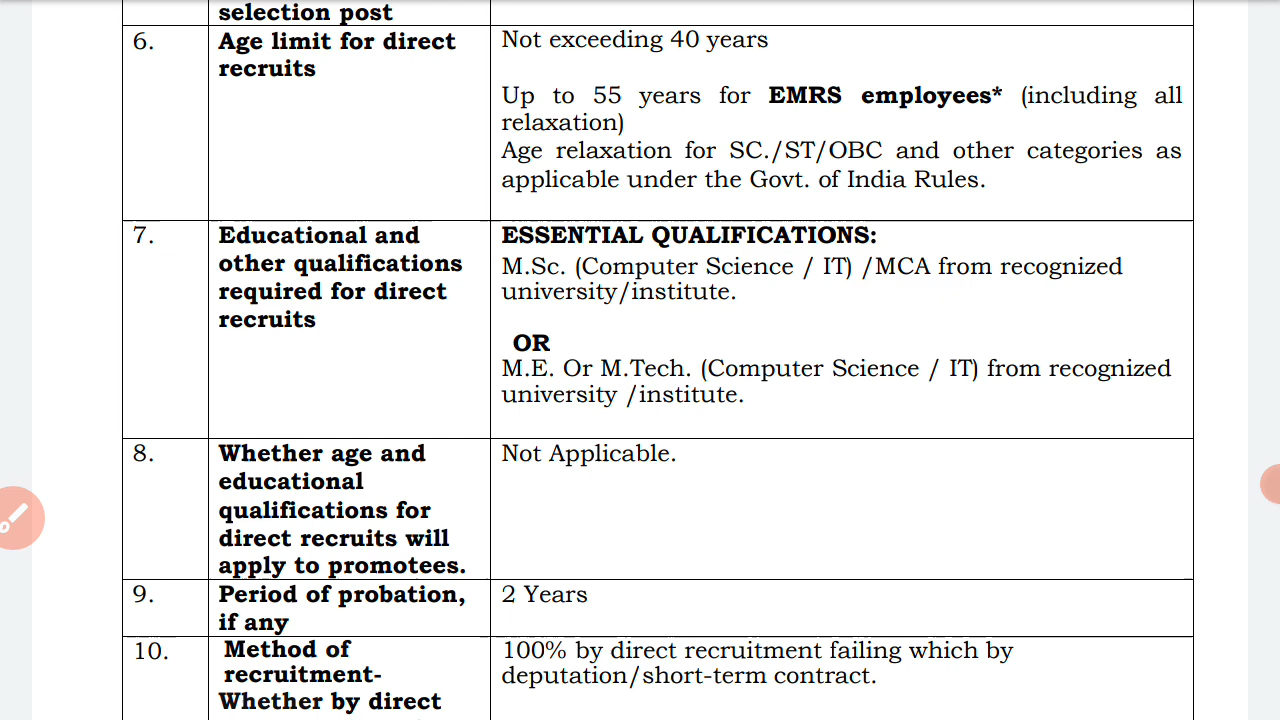 selection post
6.
Age limit for direct
recruits
Not exceeding 40 years
Up to 55 years for EMRS employees* (including all
relaxation)
Age relaxation for SC./ST/OBC and other categories as
applicable under the Govt. of India Rules.
7.
Educational and
other qualifications
required for direct
recruits
ESSENTIAL QUALIFICATIONS:
M.Sc. (Computer Science / IT) /MCA from recognized
university/institute.
OR
M.E. Or M.Tech. (Computer Science / IT) from recognized
university /institute.
8.
Whether age and
educational
qualifications for
direct recruits will
apply to promotees.
Not Applicable.
9.
Period of probation,
if any
2 Years
10.
Method of
recruitment-
Whether by direct
100% by direct recruitment failing which by
deputation/short-term contract.